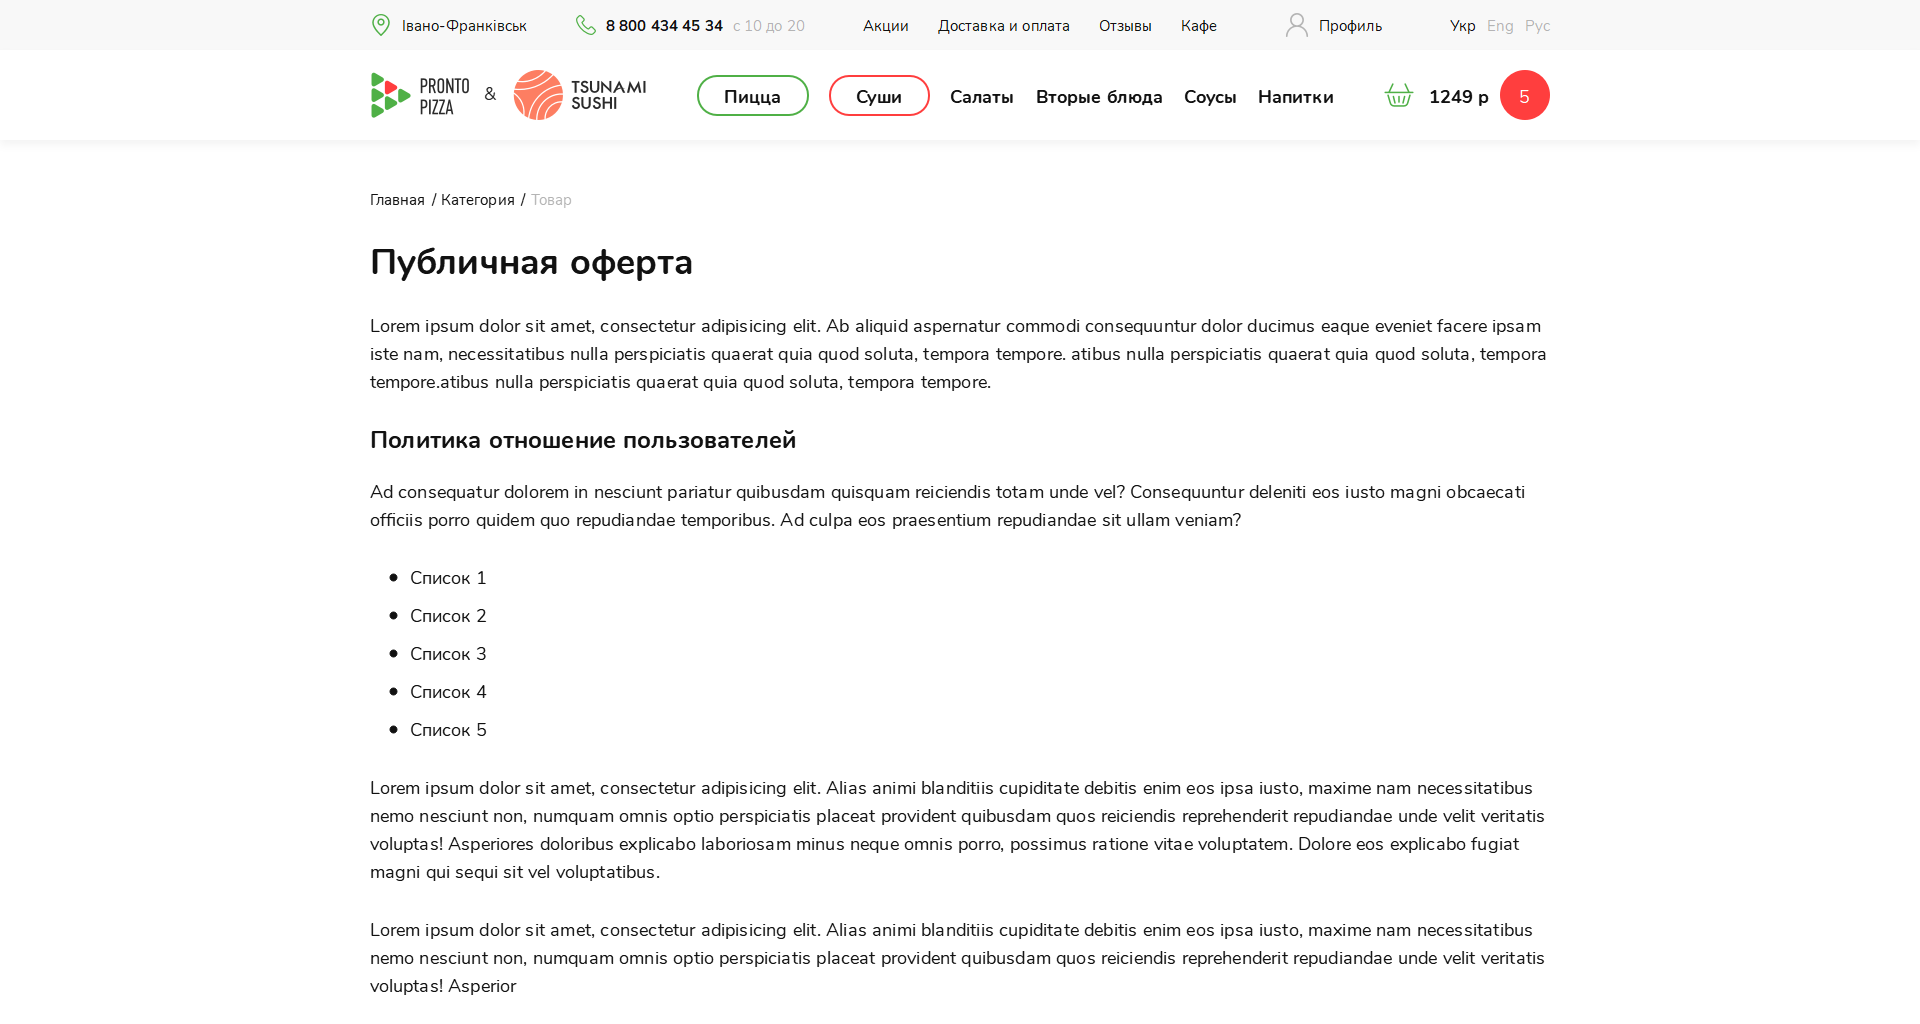 Івано-Франківськ 8 800 434 45 34 с 10 до 20 Акции Доставка и оплата Отзывы Кафе Профиль Укр Eng Рус
PRONTO PIZZA & TSUNAMI SUSHI Пицца Суши Салаты Вторые блюда Соусы Напитки 1249 р 5
Главная / Категория / Товар
Публичная оферта
Lorem ipsum dolor sit amet, consectetur adipisicing elit. Ab aliquid aspernatur commodi consequuntur dolor ducimus eaque eveniet facere ipsam
iste nam, necessitatibus nulla perspiciatis quaerat quia quod soluta, tempora tempore. atibus nulla perspiciatis quaerat quia quod soluta, tempora
tempore.atibus nulla perspiciatis quaerat quia quod soluta, tempora tempore.
Политика отношение пользователей
Ad consequatur dolorem in nesciunt pariatur quibusdam quisquam reiciendis totam unde vel? Consequuntur deleniti eos iusto magni obcaecati
officiis porro quidem quo repudiandae temporibus. Ad culpa eos praesentium repudiandae sit ullam veniam?
• Список 1
• Список 2
• Список 3
• Список 4
• Список 5
Lorem ipsum dolor sit amet, consectetur adipisicing elit. Alias animi blanditiis cupiditate debitis enim eos ipsa iusto, maxime nam necessitatibus
nemo nesciunt non, numquam omnis optio perspiciatis placeat provident quibusdam quos reiciendis reprehenderit repudiandae unde velit veritatis
voluptas! Asperiores doloribus explicabo laboriosam minus neque omnis porro, possimus ratione vitae voluptatem. Dolore eos explicabo fugiat
magni qui sequi sit vel voluptatibus.
Lorem ipsum dolor sit amet, consectetur adipisicing elit. Alias animi blanditiis cupiditate debitis enim eos ipsa iusto, maxime nam necessitatibus
nemo nesciunt non, numquam omnis optio perspiciatis placeat provident quibusdam quos reiciendis reprehenderit repudiandae unde velit veritatis
voluptas! Asperior